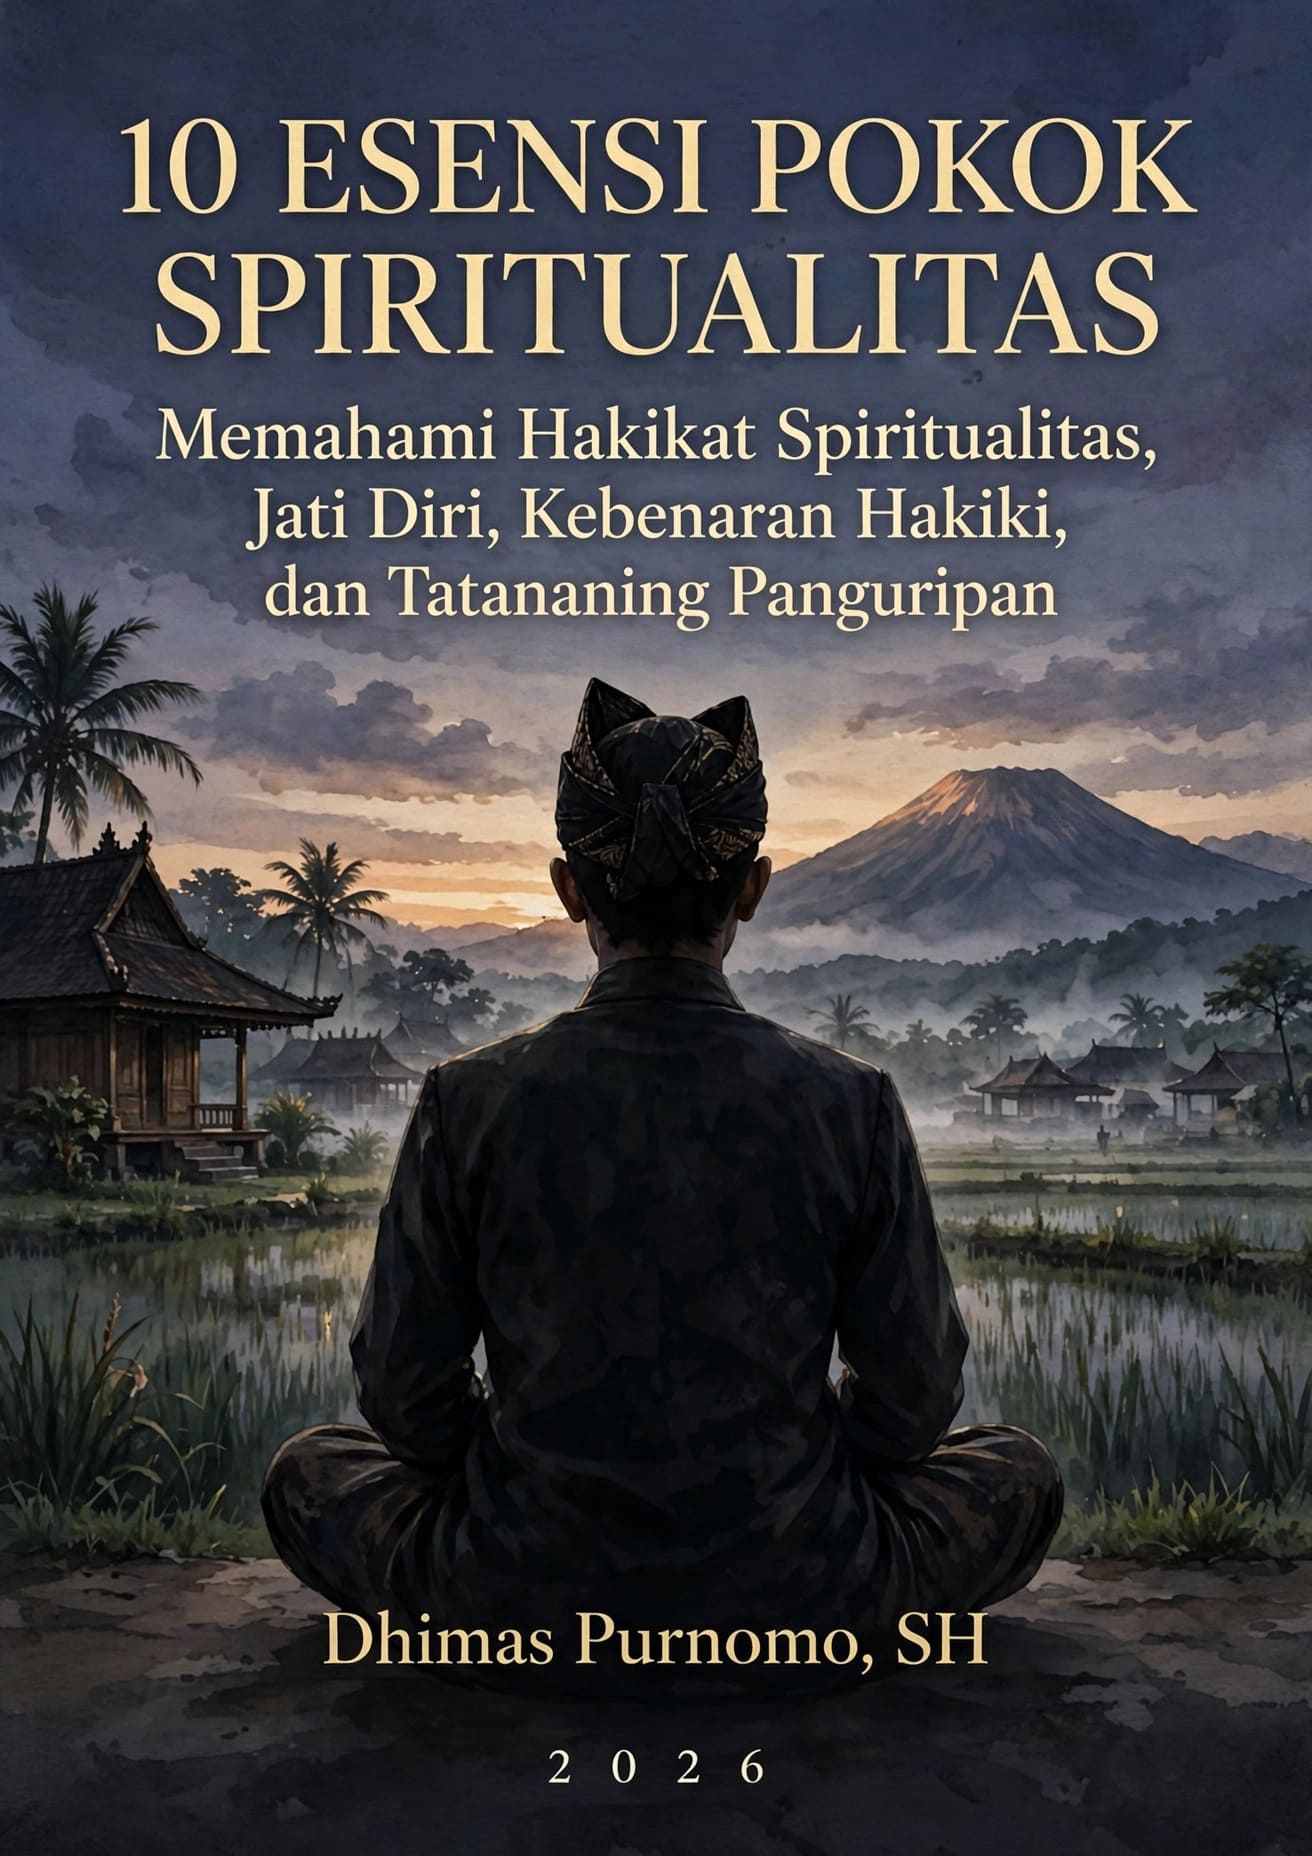 10 ESENSI POKOK
SPIRITUALITAS
Memahami Hakikat Spiritualitas,
Jati Diri, Kebenaran Hakiki,
dan Tatananing Panguripan
Dhimas Purnomo, SH
2 0 2 6